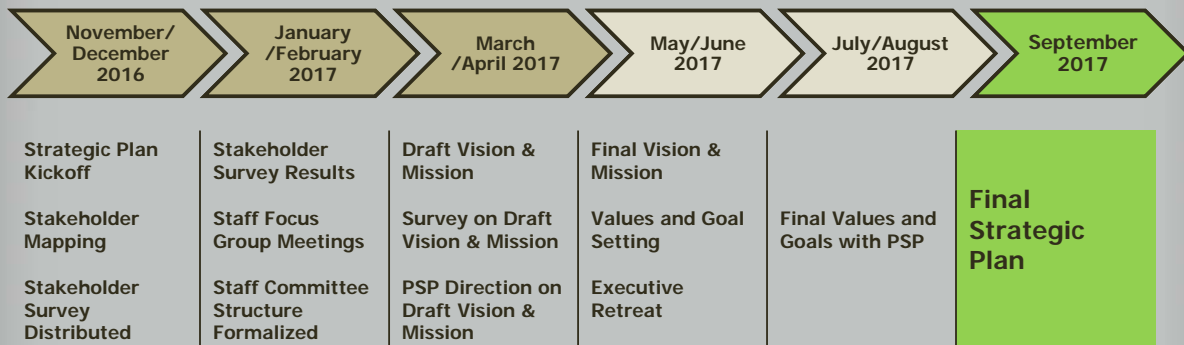 November/
December
2016
January
/February
2017
March
/April 2017
May/June
2017
July/August
2017
September
2017
Strategic Plan
Kickoff
Stakeholder
Mapping
Stakeholder
Survey
Distributed
Stakeholder
Survey Results
Staff Focus
Group Meetings
Staff Committee
Structure
Formalized
Draft Vision &
Mission
Survey on Draft
Vision & Mission
PSP Direction on
Draft Vision &
Mission
Final Vision &
Mission
Values and Goal
Setting
Executive
Retreat
Final Values and
Goals with PSP
Final
Strategic
Plan